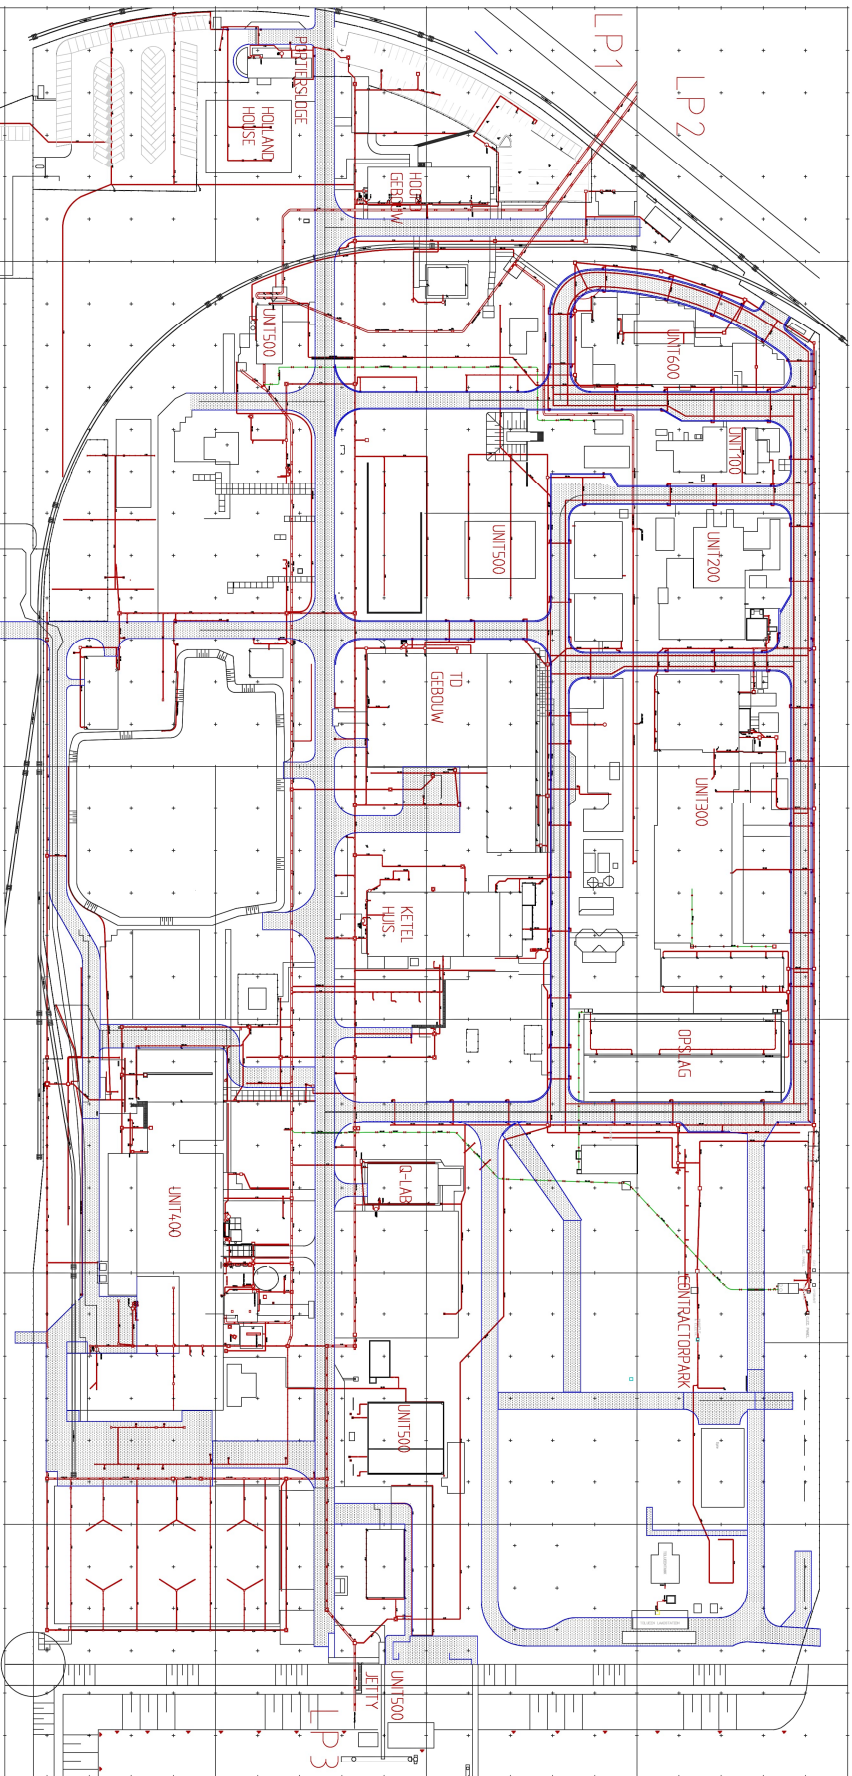 LP1
LP2
PORTIERSLOGE
HOLLAND
HOUSE
HOOFD
GEBOUW
UNIT500
UNIT600
UNIT100
UNIT500
UNIT200
TD
GEBOUW
UNIT300
KETEL
HUIS
OPSLAG
Q-LAB
UNIT400
CONTRACTORPARK
UNIT500
UNIT500
JETTY
LP3